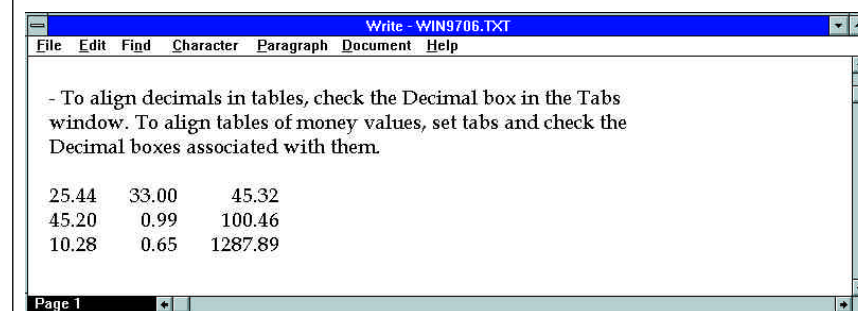 Write - WIN9706.TXT
File Edit Find Character Paragraph Document Help
- To align decimals in tables, check the Decimal box in the Tabs
window. To align tables of money values, set tabs and check the
Decimal boxes associated with them.
25.44 33.00 45.32
45.20 0.99 100.46
10.28 0.65 1287.89
Page 1